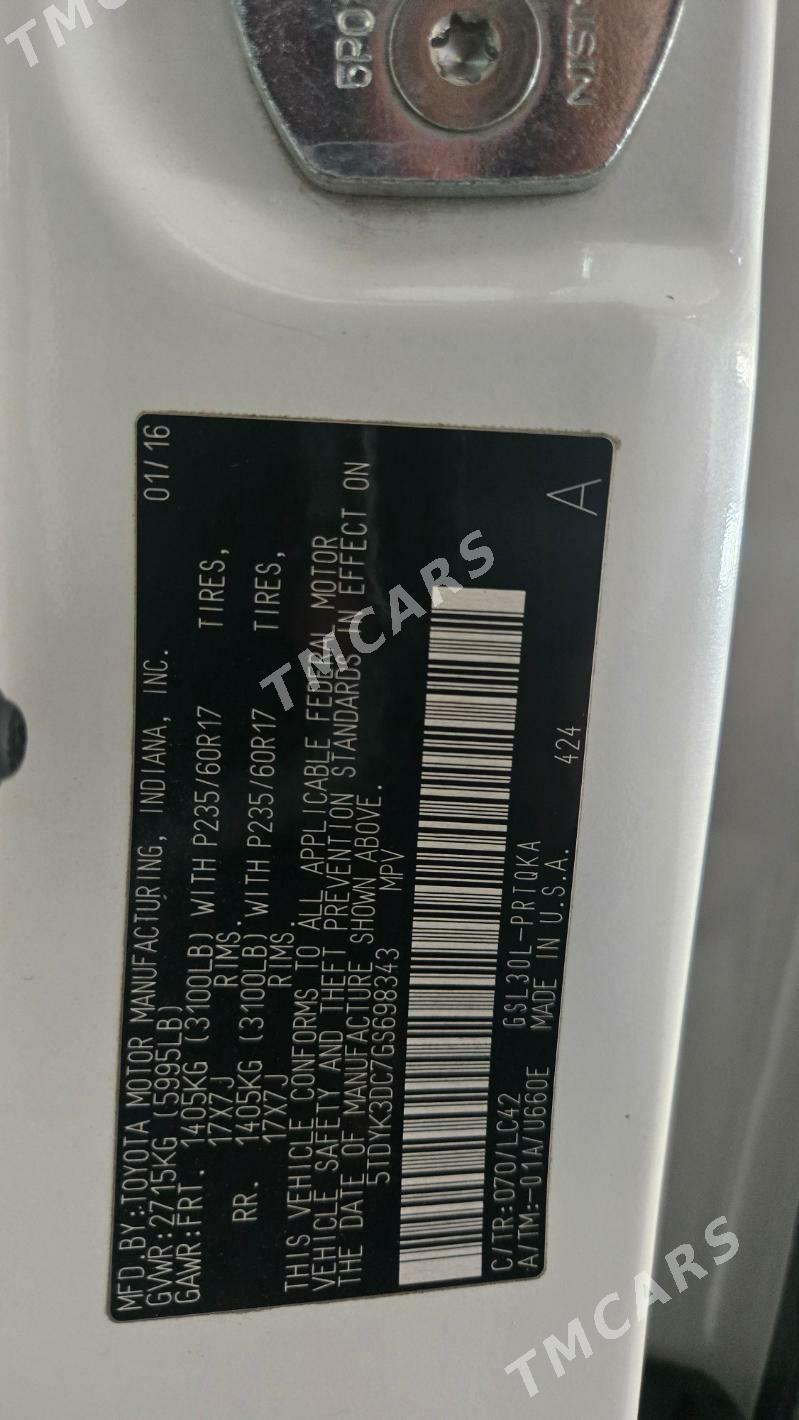 TMCARS
6P0
NISIN
MFD.BY:TOYOTA MOTOR MANUFACTURING, INDIANA, INC. 01/16
GVWR:2715KG (5995LB)
GAWR:FRT. 1405KG (3100LB) WITH P235/60R17 TIRES,
17X7J RIMS.
RR. 1405KG (3100LB) WITH P235/60R17 TIRES,
17X7J RIMS.
THIS VEHICLE CONFORMS TO ALL APPLICABLE FEDERAL MOTOR
VEHICLE SAFETY AND THEFT PREVENTION STANDARDS IN EFFECT ON
THE DATE OF MANUFACTURE SHOWN ABOVE.
5TDYK3DC7GS698343 MPV
C/TR:070/LC42 GSL30L-PRTQKA A
A/TM:-01A/U660E MADE IN U.S.A. 424
TMCARS
TMCARS